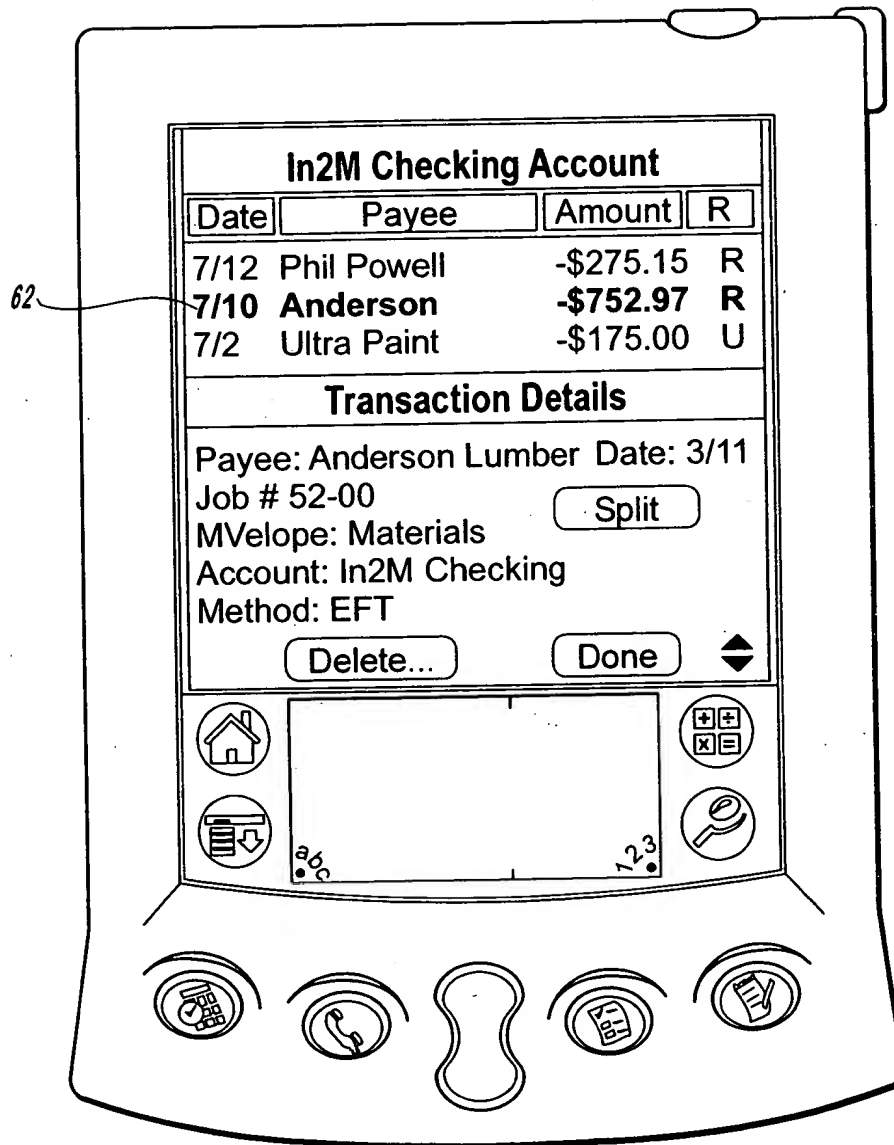 In2M Checking Account
Date Payee Amount R
7/12 Phil Powell -$275.15 R
62 7/10 Anderson -$752.97 R
7/2 Ultra Paint -$175.00 U
Transaction Details
Payee: Anderson Lumber Date: 3/11
Job # 52-00
Split
MVelope: Materials
Account: In2M Checking
Method: EFT
Delete... Done
+ ÷
x =
abc 123